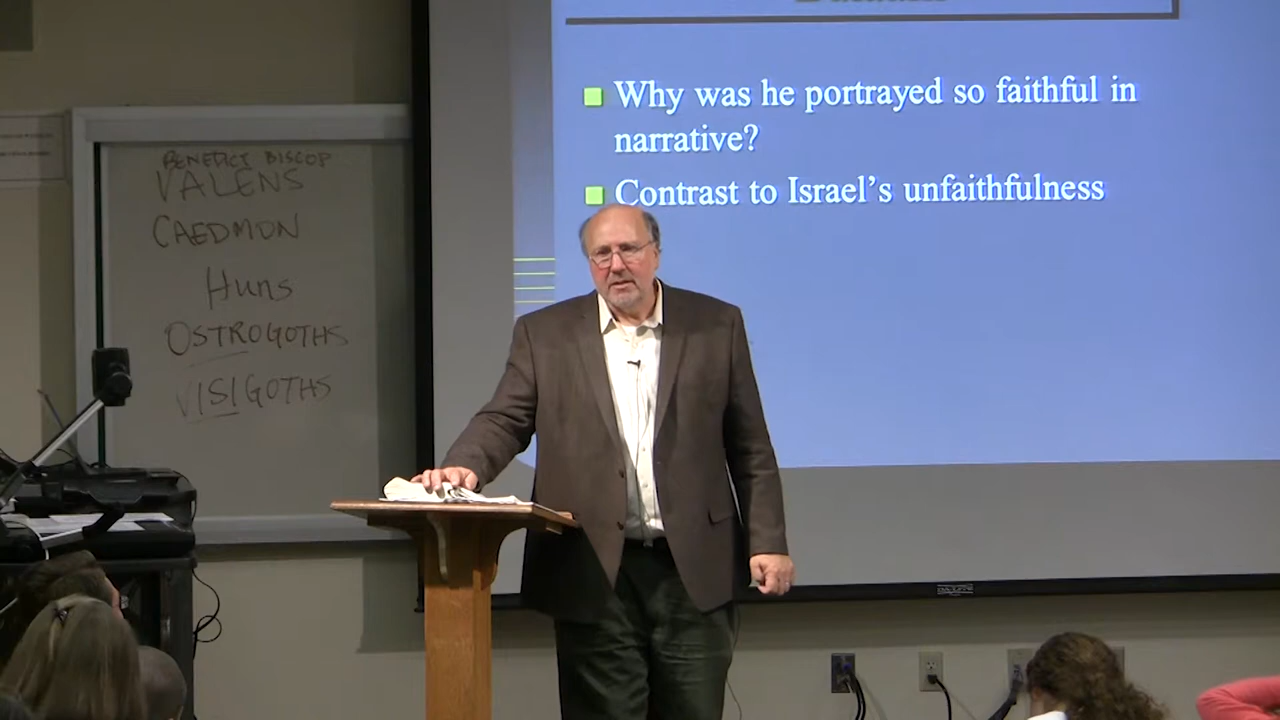 BENEDICT BISCOP
VALENS
CAEDMON
Huns
OSTROGOTHS
VISIGOTHS
Why was he portrayed so faithful in
narrative?
Contrast to Israel's unfaithfulness